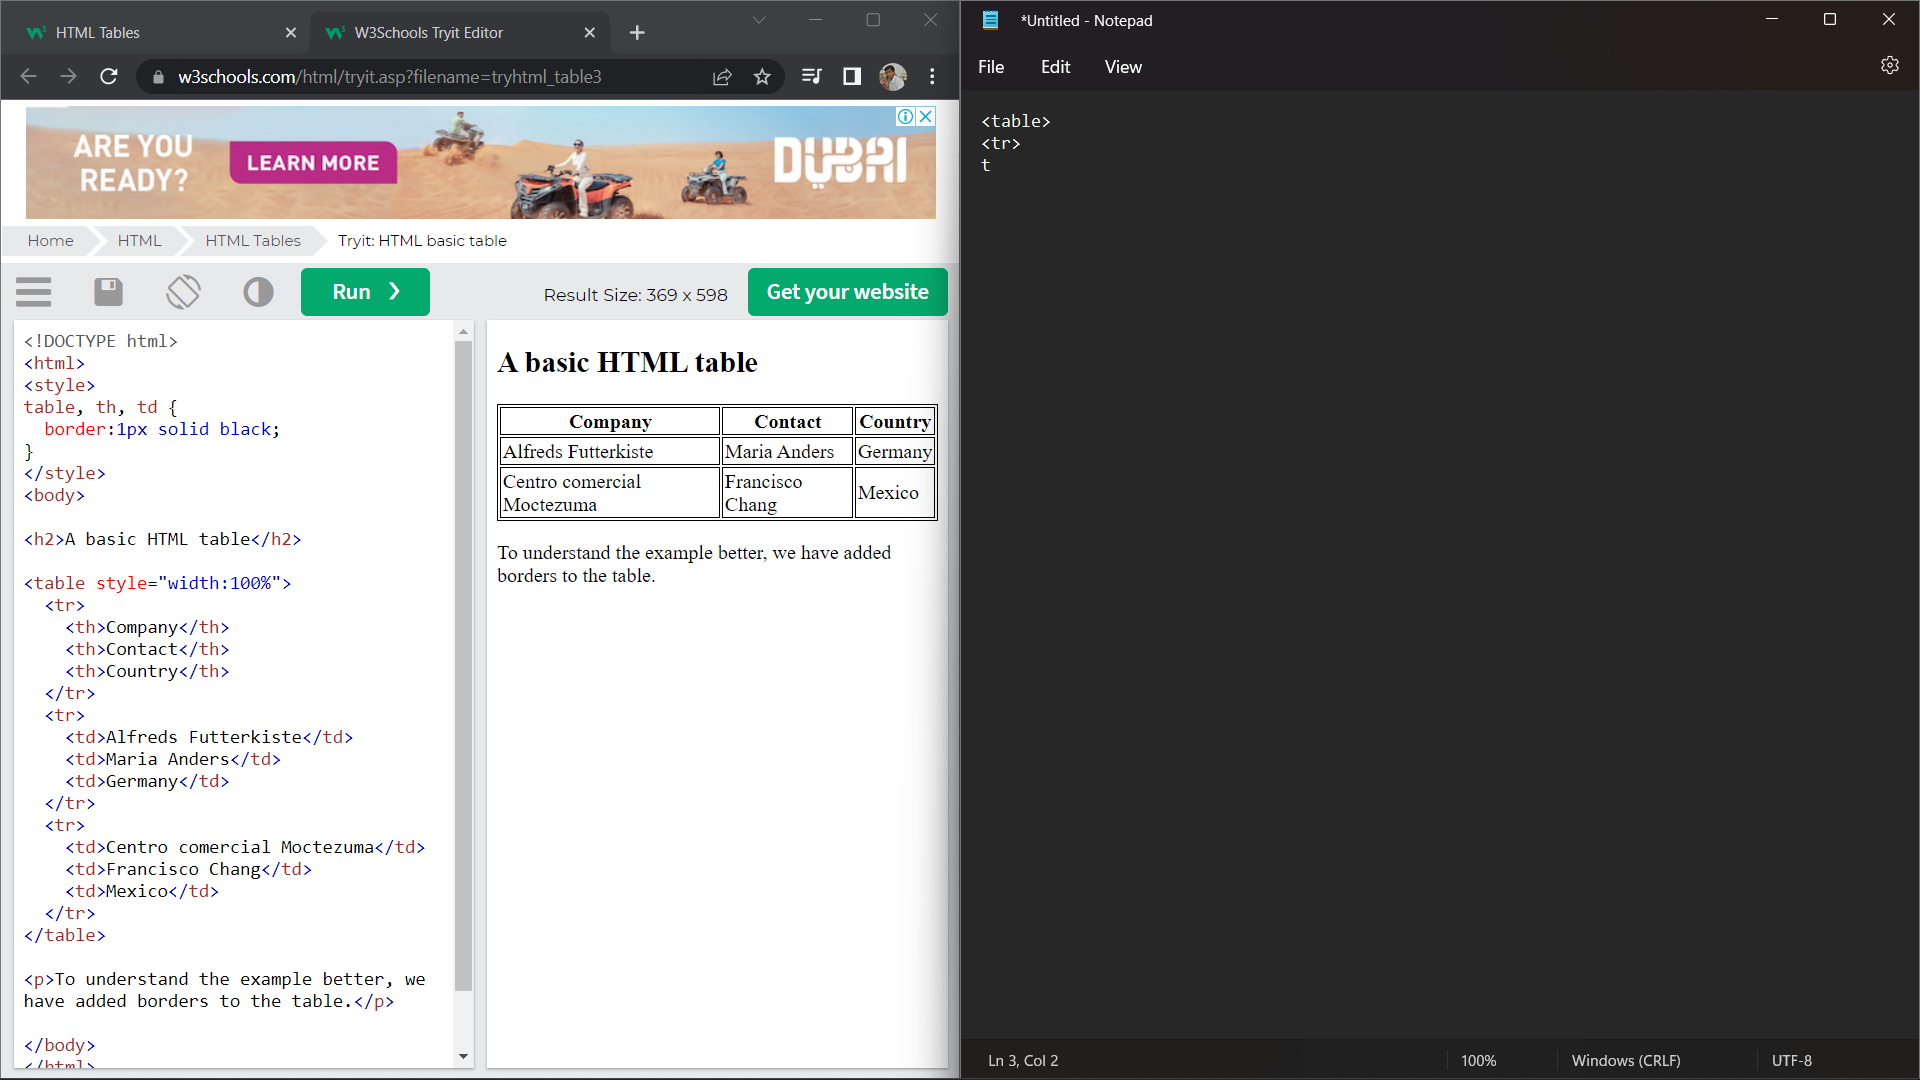 HTML Tables
W3Schools Tryit Editor
w3schools.com/html/tryit.asp?filename=tryhtml_table3
ARE YOU
READY?
LEARN MORE
DUBAI
Home
HTML
HTML Tables
Tryit: HTML basic table
Run ❯
Result Size: 369 x 598
Get your website
<!DOCTYPE html>
<html>
<style>
table, th, td {
  border:1px solid black;
}
</style>
<body>
<h2>A basic HTML table</h2>
<table style="width:100%">
  <tr>
    <th>Company</th>
    <th>Contact</th>
    <th>Country</th>
  </tr>
  <tr>
    <td>Alfreds Futterkiste</td>
    <td>Maria Anders</td>
    <td>Germany</td>
  </tr>
  <tr>
    <td>Centro comercial Moctezuma</td>
    <td>Francisco Chang</td>
    <td>Mexico</td>
  </tr>
</table>
<p>To understand the example better, we
have added borders to the table.</p>
</body>
</html>
A basic HTML table
Company Contact Country
Alfreds Futterkiste Maria Anders Germany
Centro comercial
Moctezuma
Francisco
Chang
Mexico
To understand the example better, we have added
borders to the table.
*Untitled - Notepad
File Edit View
<table>
<tr>
t
Ln 3, Col 2
100%
Windows (CRLF)
UTF-8